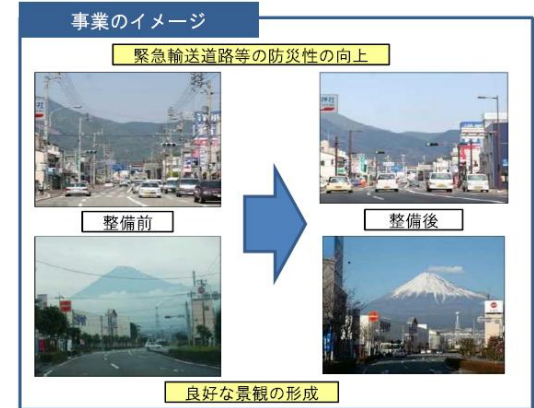 事業のイメージ
緊急輸送道路等の防災性の向上
整備前
整備後
良好な景観の形成